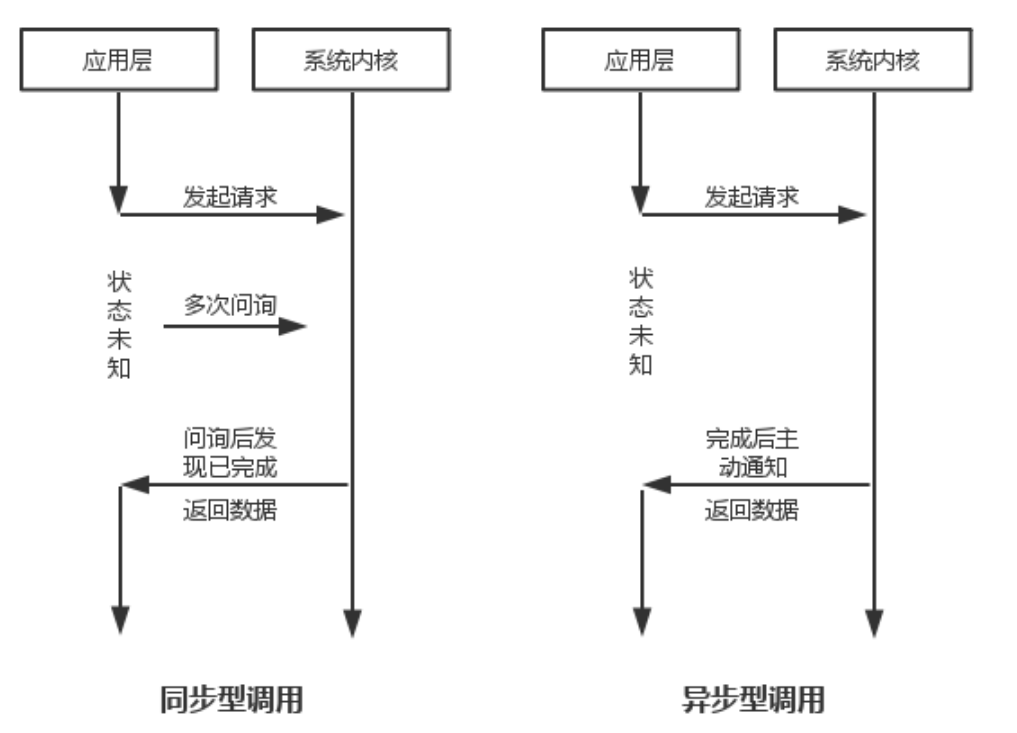 应用层
系统内核
发起请求
状
态
未
知
多次问询
问询后发
现已完成
返回数据
同步型调用
应用层
系统内核
发起请求
状
态
未
知
完成后主
动通知
返回数据
异步型调用